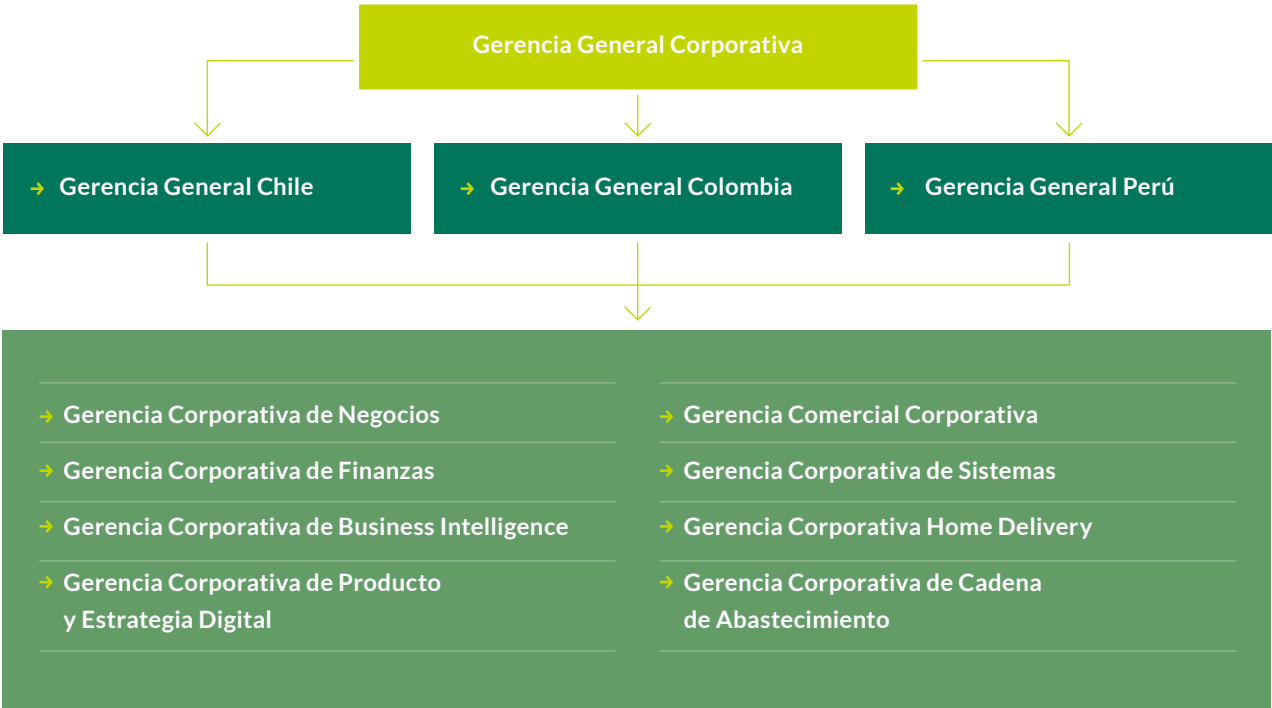 Gerencia General Corporativa
→ Gerencia General Chile
→ Gerencia General Colombia
→ Gerencia General Perú
→ Gerencia Corporativa de Negocios
→ Gerencia Corporativa de Finanzas
→ Gerencia Corporativa de Business Intelligence
→ Gerencia Corporativa de Producto
y Estrategia Digital
→ Gerencia Comercial Corporativa
→ Gerencia Corporativa de Sistemas
→ Gerencia Corporativa Home Delivery
→ Gerencia Corporativa de Cadena
de Abastecimiento